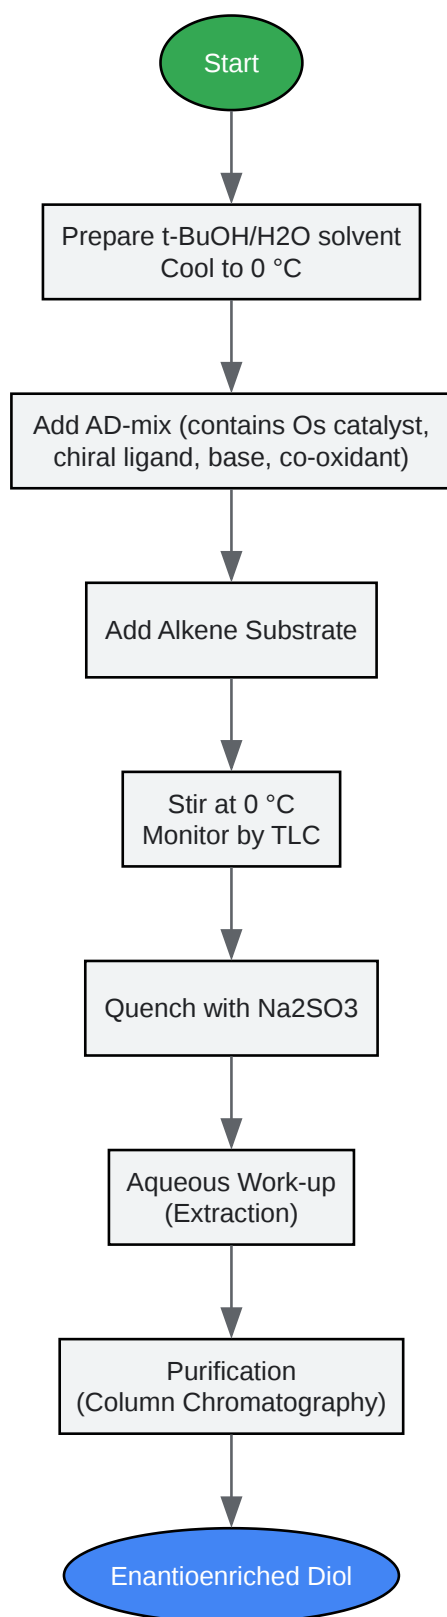 Start
Prepare t-BuOH/H2O solvent
Cool to 0 °C
Add AD-mix (contains Os catalyst,
chiral ligand, base, co-oxidant)
Add Alkene Substrate
Stir at 0 °C
Monitor by TLC
Quench with Na2SO3
Aqueous Work-up
(Extraction)
Purification
(Column Chromatography)
Enantioenriched Diol